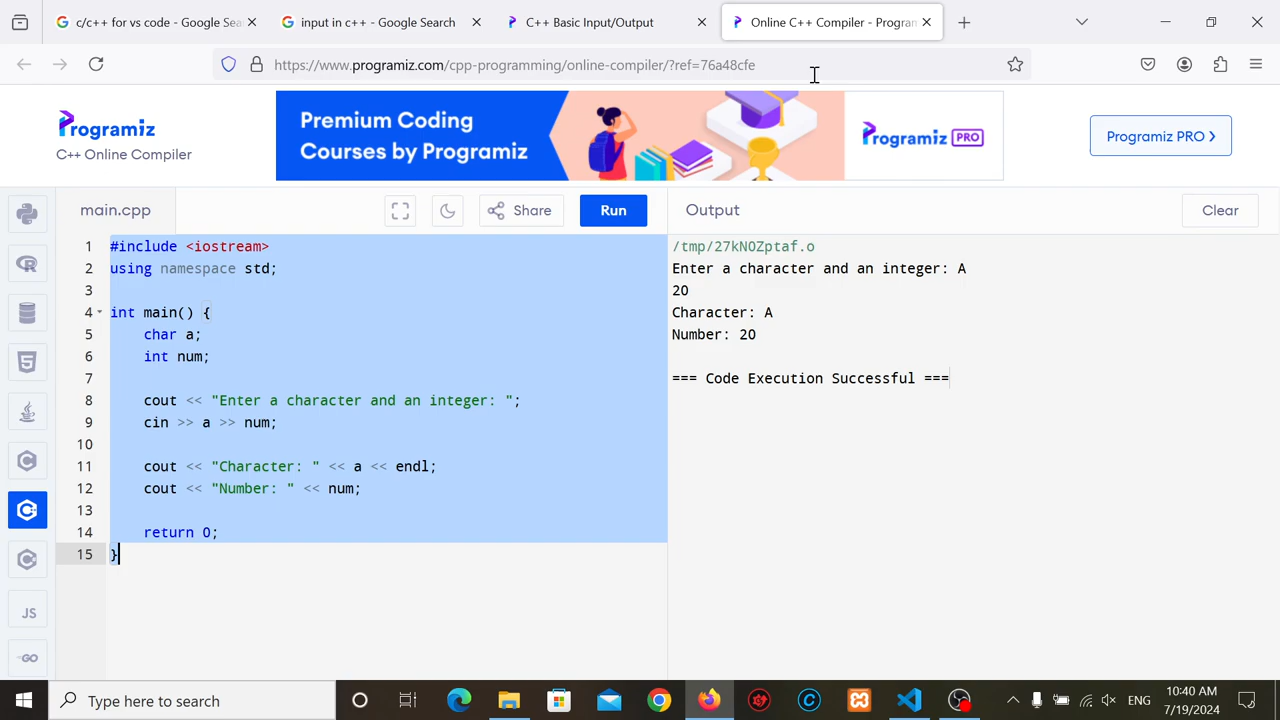 c/c++ for vs code - Google Sea
input in c++ - Google Search
C++ Basic Input/Output
Online C++ Compiler - Program
https://www.programiz.com/cpp-programming/online-compiler/?ref=76a48cfe
Programiz
C++ Online Compiler
Premium Coding
Courses by Programiz
Programiz PRO
Programiz PRO
main.cpp
Share
Run
Output
Clear
1 #include <iostream>
2 using namespace std;
3
4 int main() {
5 char a;
6 int num;
7
8 cout << "Enter a character and an integer: ";
9 cin >> a >> num;
10
11 cout << "Character: " << a << endl;
12 cout << "Number: " << num;
13
14 return 0;
15 }
/tmp/27kNOZptaf.o
Enter a character and an integer: A
20
Character: A
Number: 20
=== Code Execution Successful ===
JS
GO
Type here to search
ENG
10:40 AM
7/19/2024